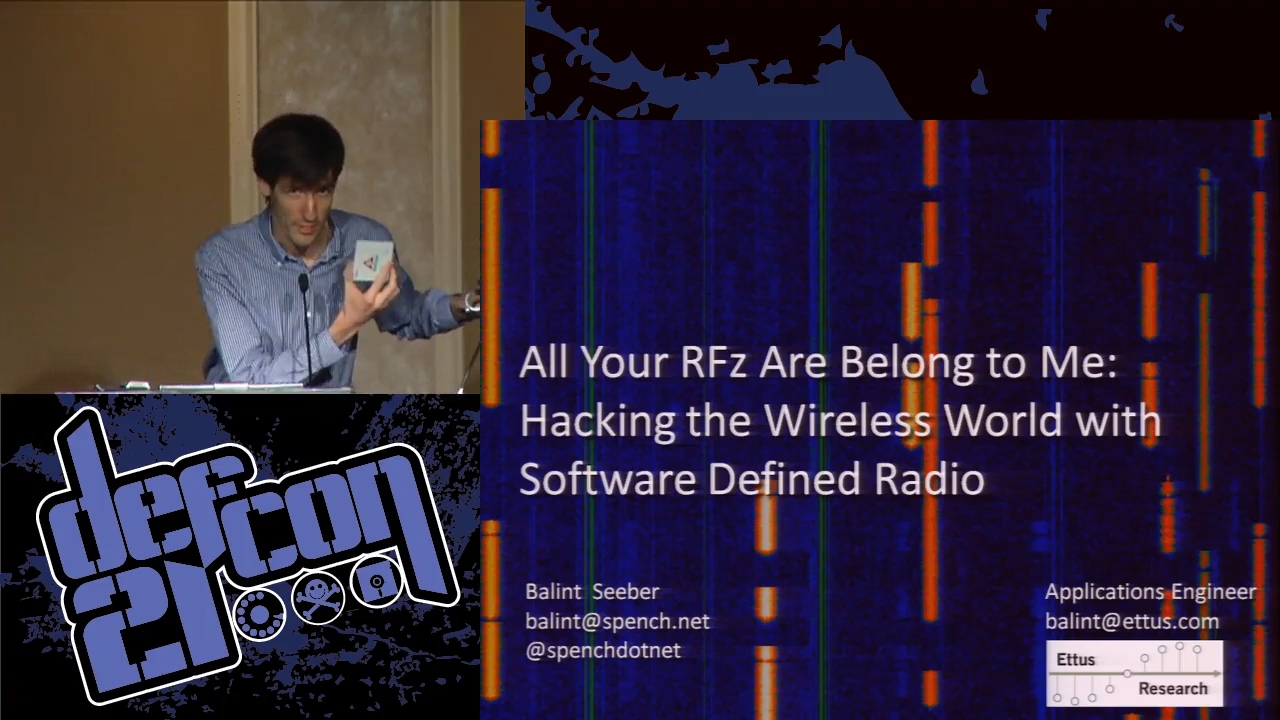 defcon
21
All Your RFz Are Belong to Me:
Hacking the Wireless World with
Software Defined Radio
Balint Seeber
balint@spench.net
@spenchdotnet
Applications Engineer
balint@ettus.com
Ettus
Research